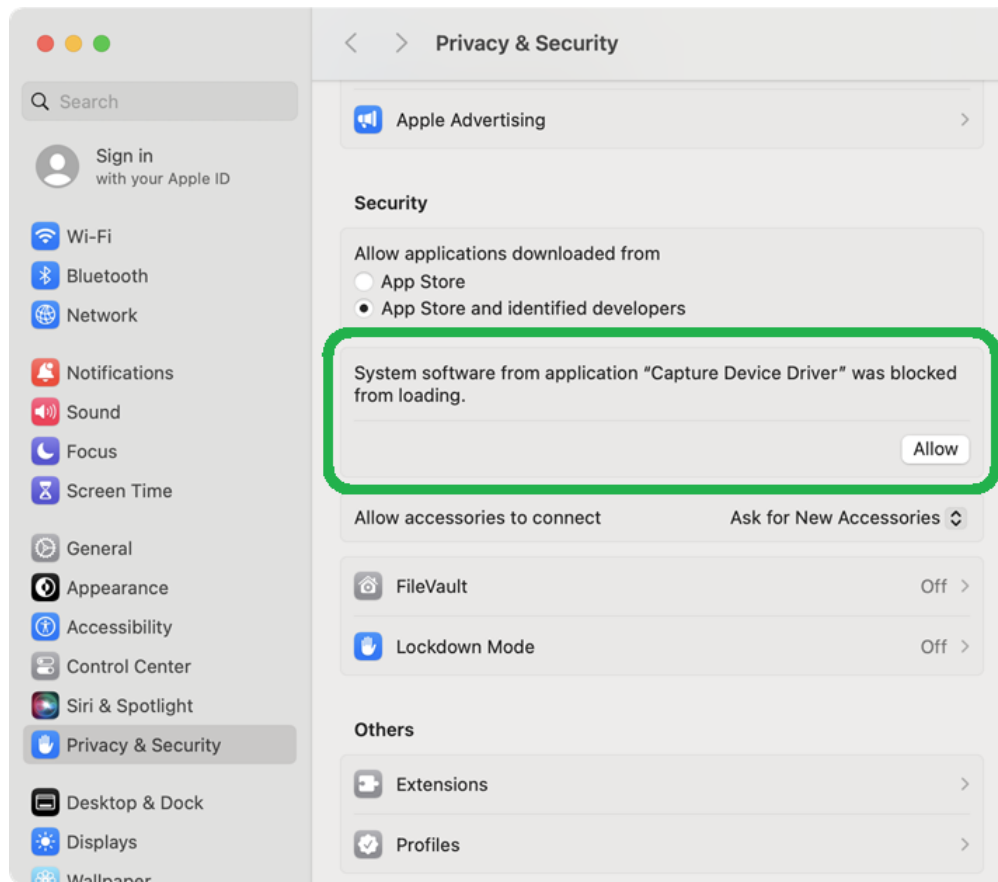 Privacy & Security
Search
Sign in
with your Apple ID
Wi-Fi
Bluetooth
Network
Notifications
Sound
Focus
Screen Time
General
Appearance
Accessibility
Control Center
Siri & Spotlight
Privacy & Security
Desktop & Dock
Displays
Wallpaper
Apple Advertising
Security
Allow applications downloaded from
App Store
App Store and identified developers
System software from application “Capture Device Driver” was blocked
from loading.
Allow
Allow accessories to connect Ask for New Accessories
FileVault Off
Lockdown Mode Off
Others
Extensions
Profiles